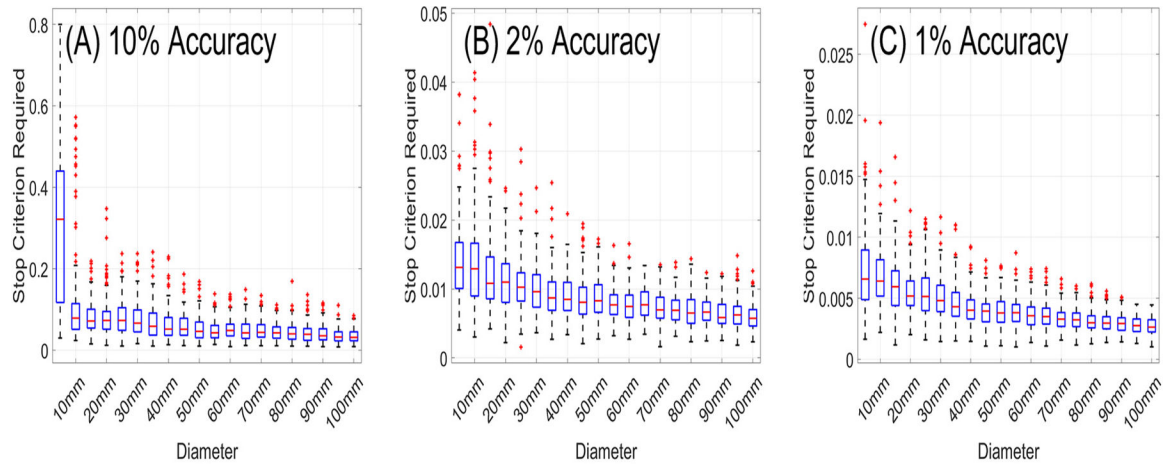 (A) 10% Accuracy
Stop Criterion Required
0.8
0.6
0.4
0.2
0
10mm
20mm
30mm
40mm
50mm
60mm
70mm
80mm
90mm
100mm
Diameter
(B) 2% Accuracy
Stop Criterion Required
0.05
0.04
0.03
0.02
0.01
0
10mm
20mm
30mm
40mm
50mm
60mm
70mm
80mm
90mm
100mm
Diameter
(C) 1% Accuracy
Stop Criterion Required
0.025
0.02
0.015
0.01
0.005
0
10mm
20mm
30mm
40mm
50mm
60mm
70mm
80mm
90mm
100mm
Diameter